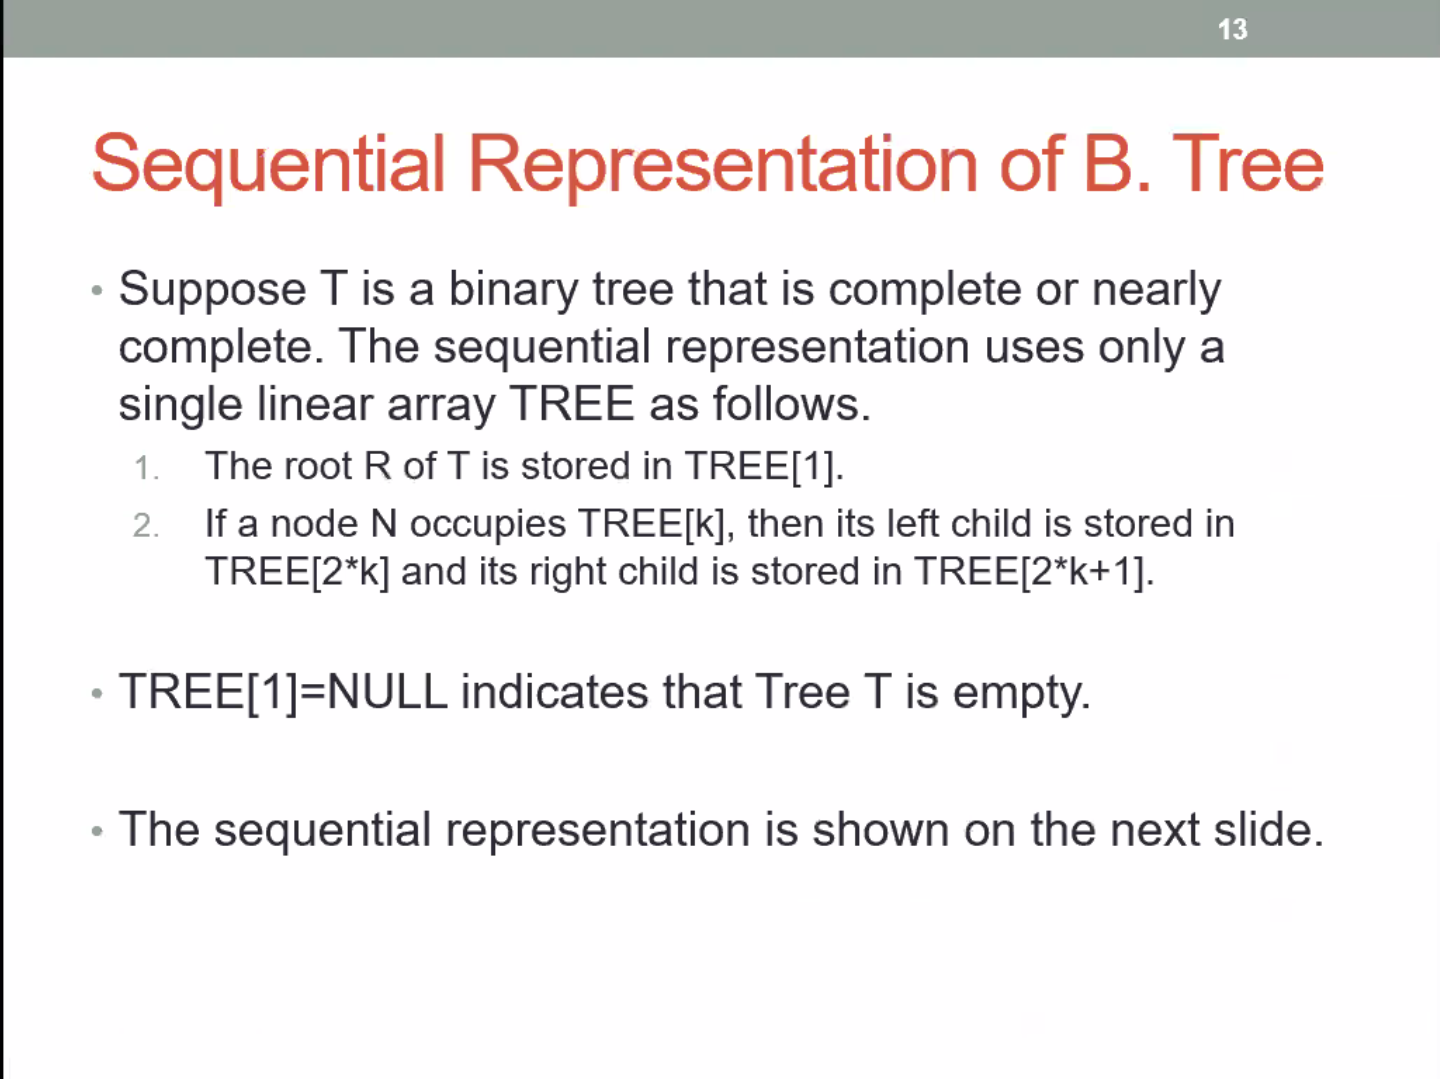 13
Sequential Representation of B. Tree
• Suppose T is a binary tree that is complete or nearly
complete. The sequential representation uses only a
single linear array TREE as follows.
1. The root R of T is stored in TREE[1].
2. If a node N occupies TREE[k], then its left child is stored in
TREE[2*k] and its right child is stored in TREE[2*k+1].
• TREE[1]=NULL indicates that Tree T is empty.
• The sequential representation is shown on the next slide.